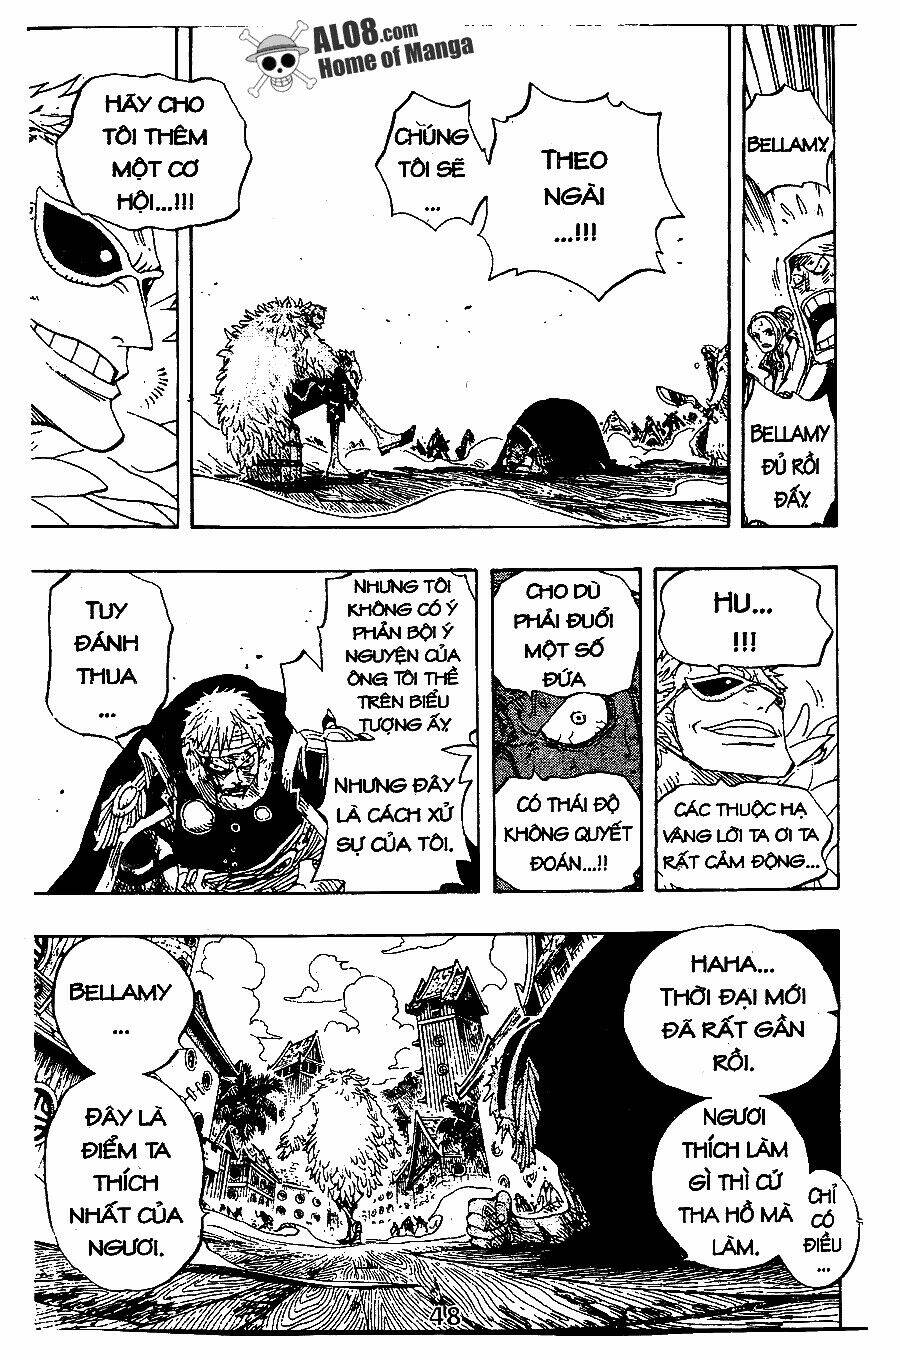 ALO8.com
Home of Manga
BELLAMY.
BELLAMY
ĐỦ RỒI
ĐẤY.
THEO
NGÀI
...!!!
CHÚNG
TÔI SẼ
...
HÃY CHO
TÔI THÊM
MỘT CƠ
HỘI...!!!
HU...
!!!
CÁC THUỘC HẠ
VÂNG LỜI TA ƠI TA
RẤT CẢM ĐỘNG...
CHO DÙ
PHẢI ĐUỔI
MỘT SỐ
ĐỨA
CÓ THÁI ĐỘ
KHÔNG QUYẾT
ĐOÁN...!!
NHƯNG TÔI
KHÔNG CÓ Ý
PHẢN BỘI Ý
NGUYỆN CỦA
ÔNG TÔI THỀ
TRÊN BIỂU
TƯỢNG ẤY.
NHƯNG ĐÂY
LÀ CÁCH XỬ
SỰ CỦA TÔI.
TUY
ĐÁNH
THUA
...
HAHA...
THỜI ĐẠI MỚI
ĐÃ RẤT GẦN
RỒI.
NGƯƠI
THÍCH LÀM
GÌ THÌ CỨ
THA HỒ MÀ
LÀM.
CHỈ
CÓ
ĐIỀU
...
BELLAMY
...
ĐÂY LÀ
ĐIỂM TA
THÍCH
NHẤT CỦA
NGƯƠI.
48